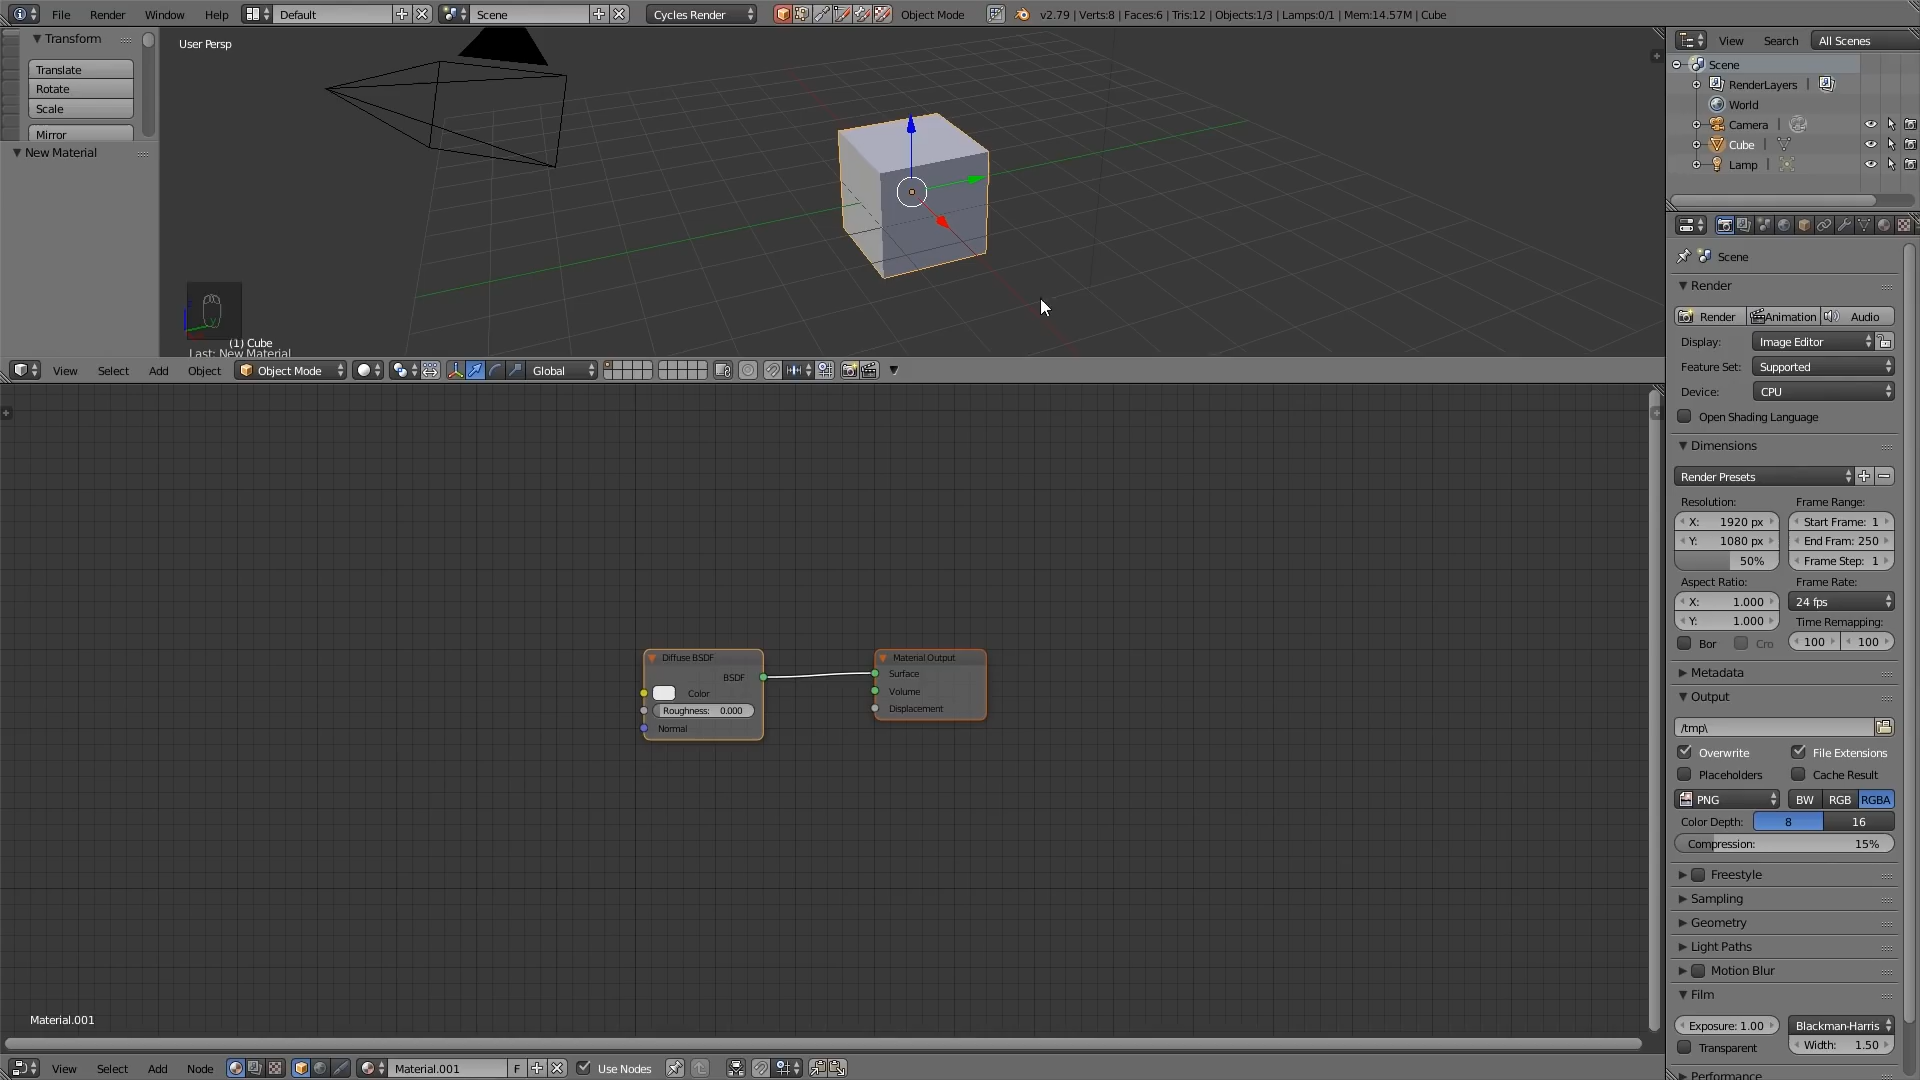 File Render Window Help Default Scene Cycles Render Object Mode v2.79 | Verts:8 | Faces:6 | Tris:12 | Objects:1/3 | Lamps:0/1 | Mem:14.57M | Cube
Transform
Translate
Rotate
Scale
Mirror
New Material
User Persp
(1) Cube
Last: New Material
View Select Add Object Object Mode Global
Diffuse BSDF
BSDF
Color
Roughness: 0.000
Normal
Material Output
Surface
Volume
Displacement
Material.001
View Select Add Node Material.001 F Use Nodes
View Search All Scenes
Scene
RenderLayers |
World
Camera |
Cube |
Lamp |
Scene
Render
Render Animation Audio
Display: Image Editor
Feature Set: Supported
Device: CPU
Open Shading Language
Dimensions
Render Presets
Resolution: Frame Range:
X: 1920 px Start Frame: 1
Y: 1080 px End Fram: 250
50% Frame Step: 1
Aspect Ratio: Frame Rate:
X: 1.000 24 fps
Y: 1.000 Time Remapping:
Bor Cro 100 100
Metadata
Output
/tmp\
Overwrite File Extensions
Placeholders Cache Result
PNG BW RGB RGBA
Color Depth: 8 16
Compression: 15%
Freestyle
Sampling
Geometry
Light Paths
Motion Blur
Film
Exposure: 1.00 Blackman-Harris
Transparent Width: 1.50
Performance